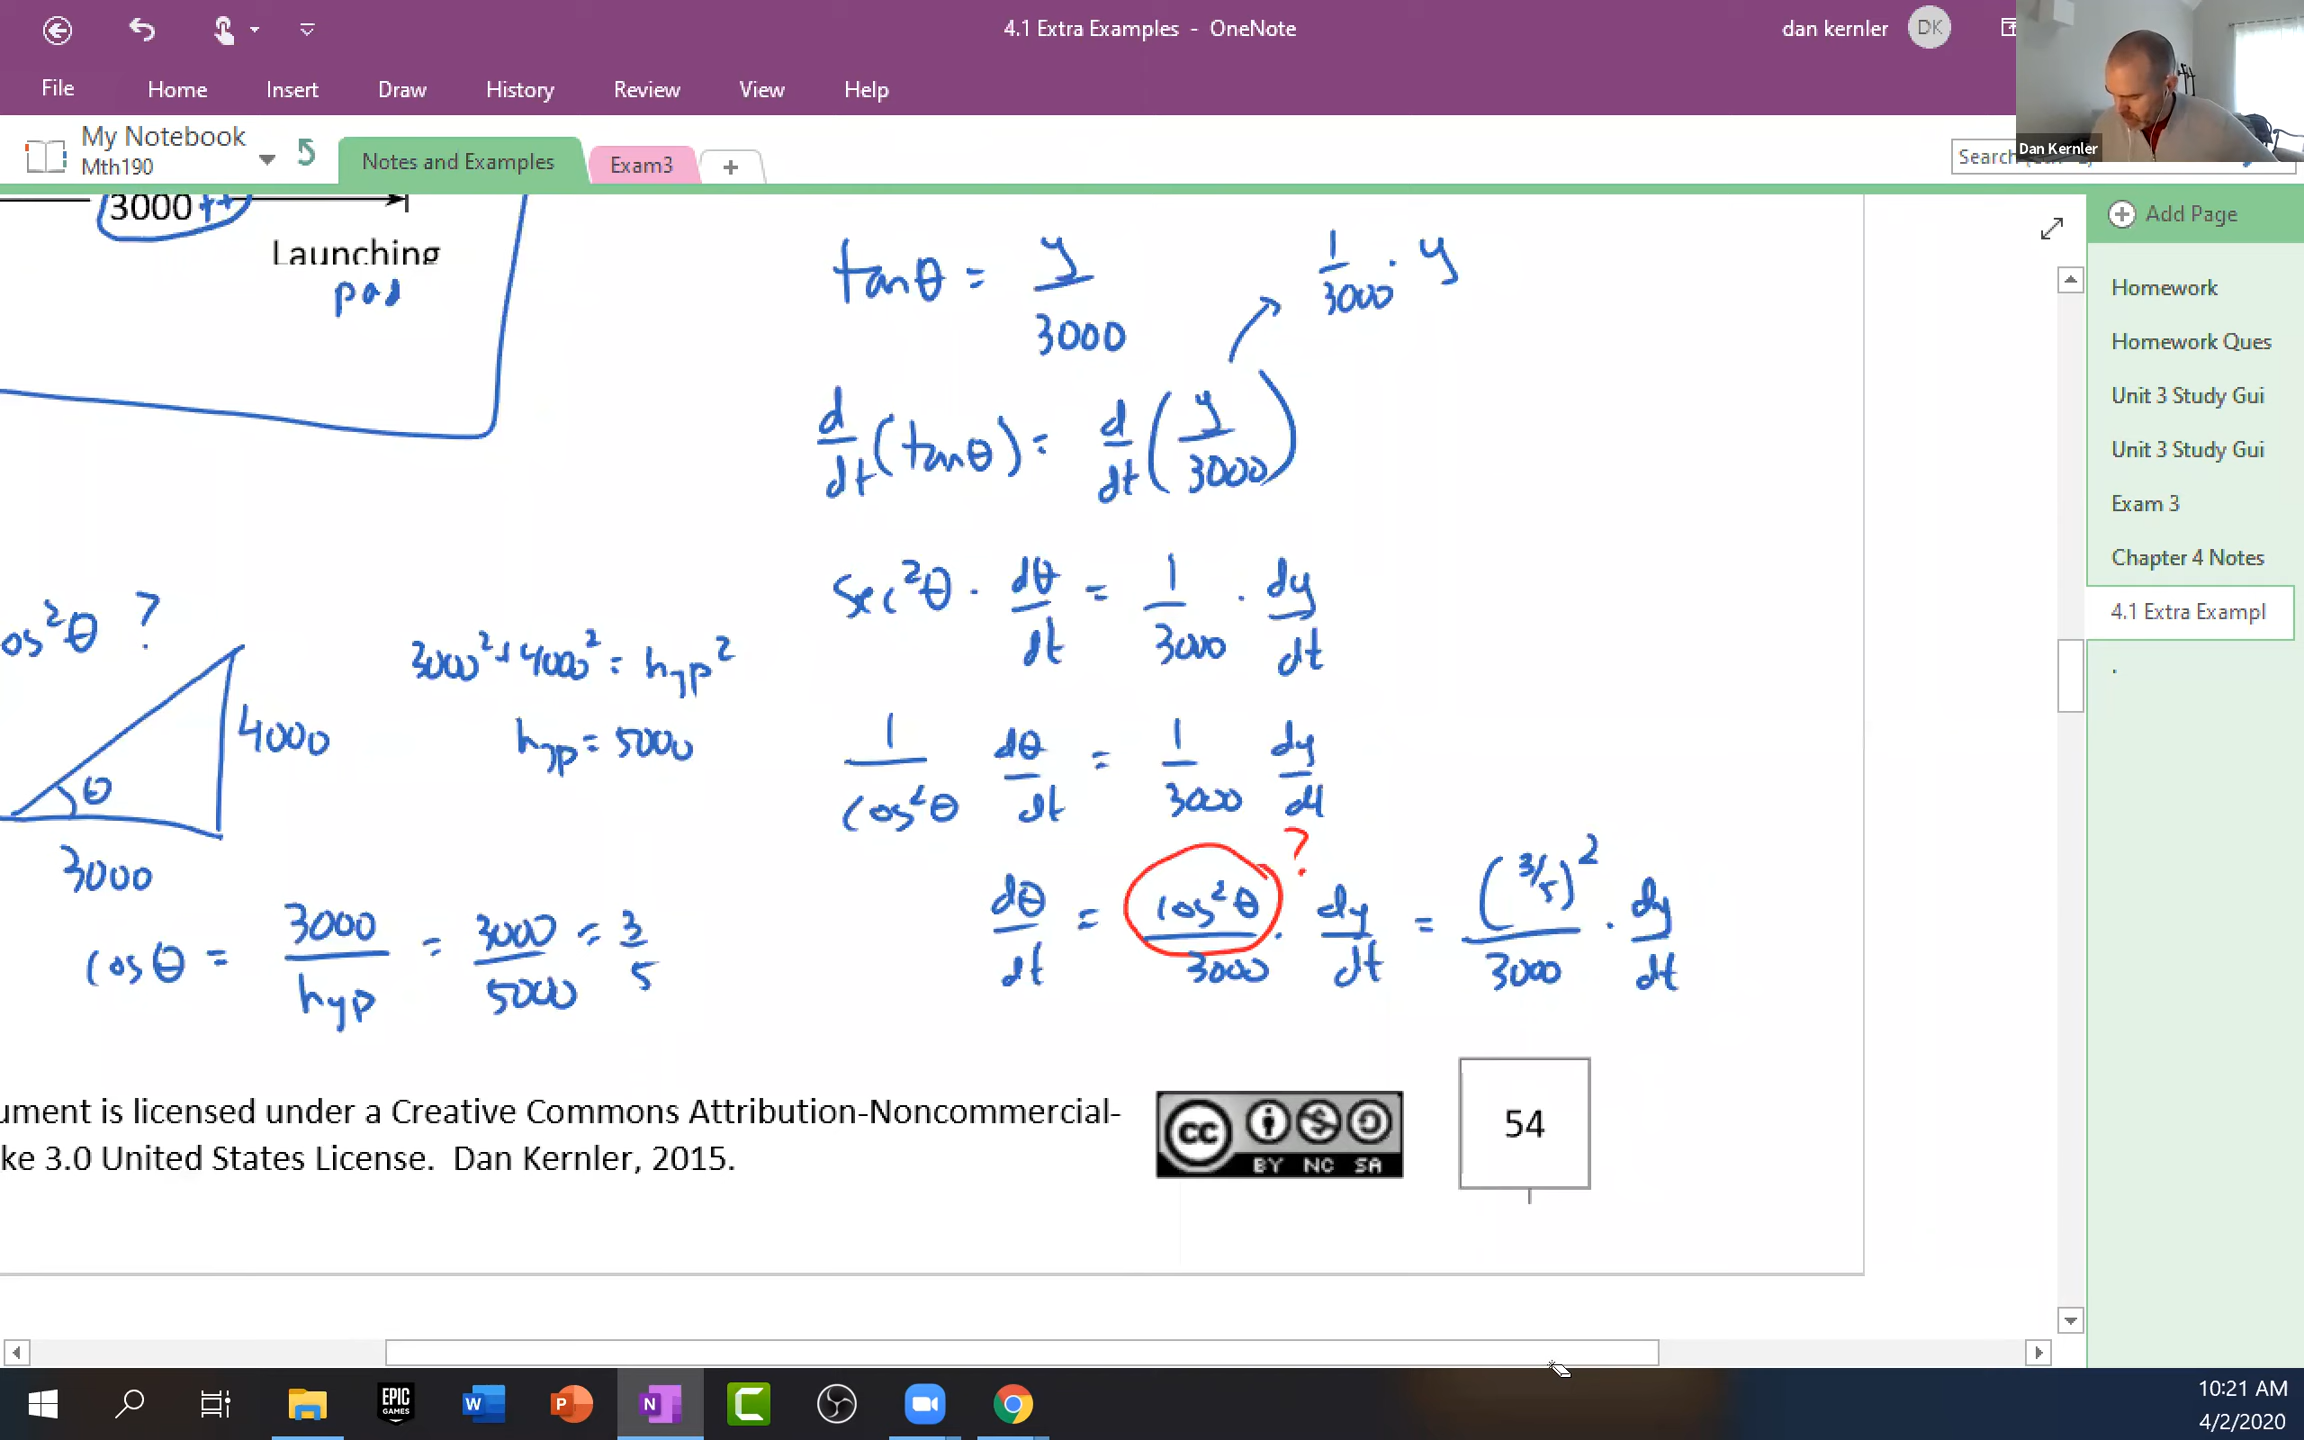 4.1 Extra Examples - OneNote
dan kernler DK
File Home Insert Draw History Review View Help
Dan Kernler
My Notebook
Mth190
Notes and Examples Exam3 +
Search
Add Page
Homework
Homework Ques
Unit 3 Study Gui
Unit 3 Study Gui
Exam 3
Chapter 4 Notes
4.1 Extra Exampl
.
3000 ft
Launching
pad
tanθ = y/3000
1/3000 · y
d/dt (tanθ) = d/dt (y/3000)
sec²θ · dθ/dt = 1/3000 · dy/dt
1/cos²θ dθ/dt = 1/3000 dy/dt
dθ/dt = cos²θ/3000 · dy/dt = (3/5)²/3000 · dy/dt
?
os²θ ?
4000
θ
3000
3000² + 4000² = hyp²
hyp = 5000
cosθ = 3000/hyp = 3000/5000 = 3/5
ument is licensed under a Creative Commons Attribution-Noncommercial-
ke 3.0 United States License. Dan Kernler, 2015.
cc BY NC SA
54
EPIC GAMES
W P N C
10:21 AM
4/2/2020